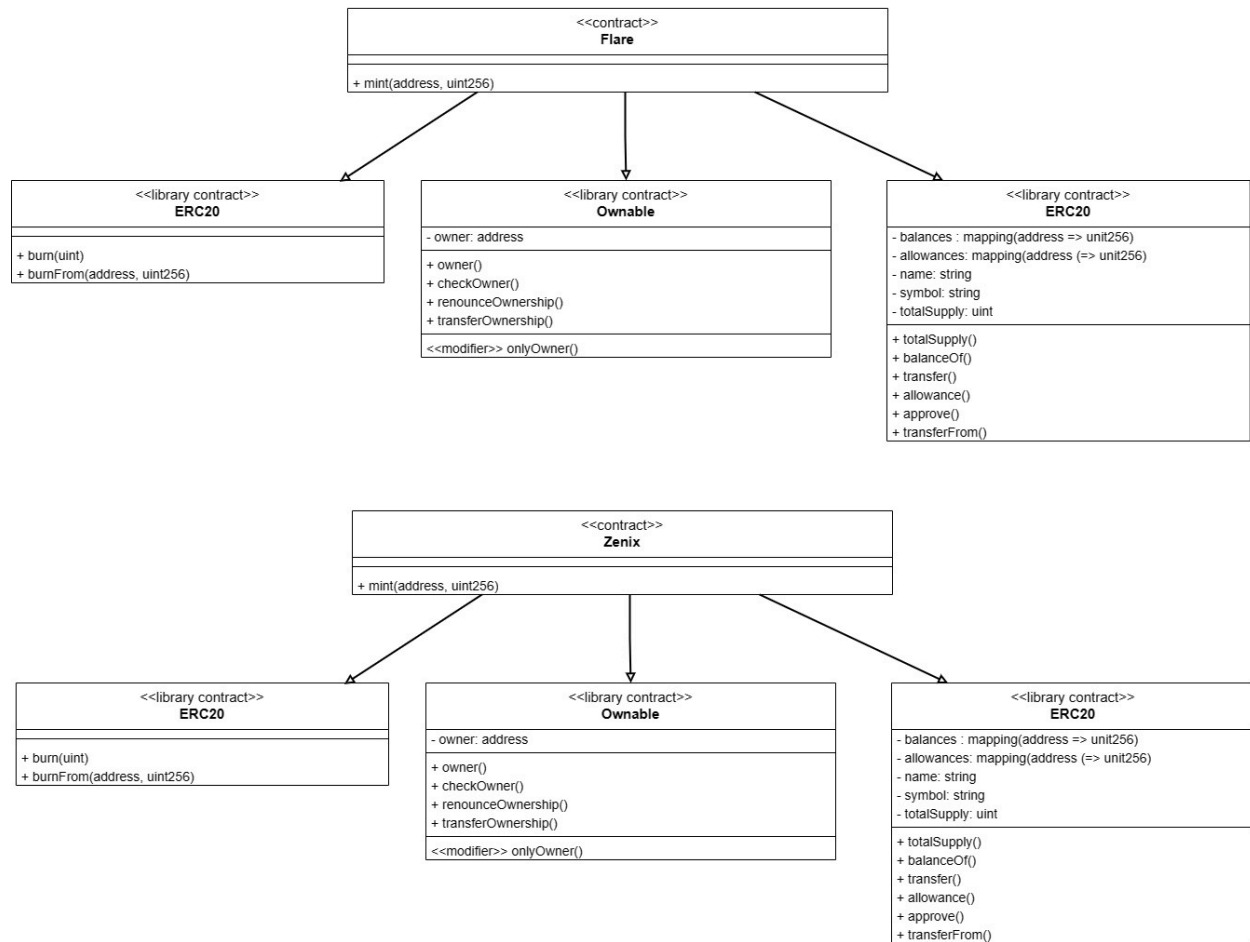 <<contract>>
Flare
+ mint(address, uint256)
<<library contract>>
ERC20
+ burn(uint)
+ burnFrom(address, uint256)
<<library contract>>
Ownable
- owner: address
+ owner()
+ checkOwner()
+ renounceOwnership()
+ transferOwnership()
<<modifier>> onlyOwner()
<<library contract>>
ERC20
- balances : mapping(address => unit256)
- allowances: mapping(address (=> unit256)
- name: string
- symbol: string
- totalSupply: uint
+ totalSupply()
+ balanceOf()
+ transfer()
+ allowance()
+ approve()
+ transferFrom()
<<contract>>
Zenix
+ mint(address, uint256)
<<library contract>>
ERC20
+ burn(uint)
+ burnFrom(address, uint256)
<<library contract>>
Ownable
- owner: address
+ owner()
+ checkOwner()
+ renounceOwnership()
+ transferOwnership()
<<modifier>> onlyOwner()
<<library contract>>
ERC20
- balances : mapping(address => unit256)
- allowances: mapping(address (=> unit256)
- name: string
- symbol: string
- totalSupply: uint
+ totalSupply()
+ balanceOf()
+ transfer()
+ allowance()
+ approve()
+ transferFrom()